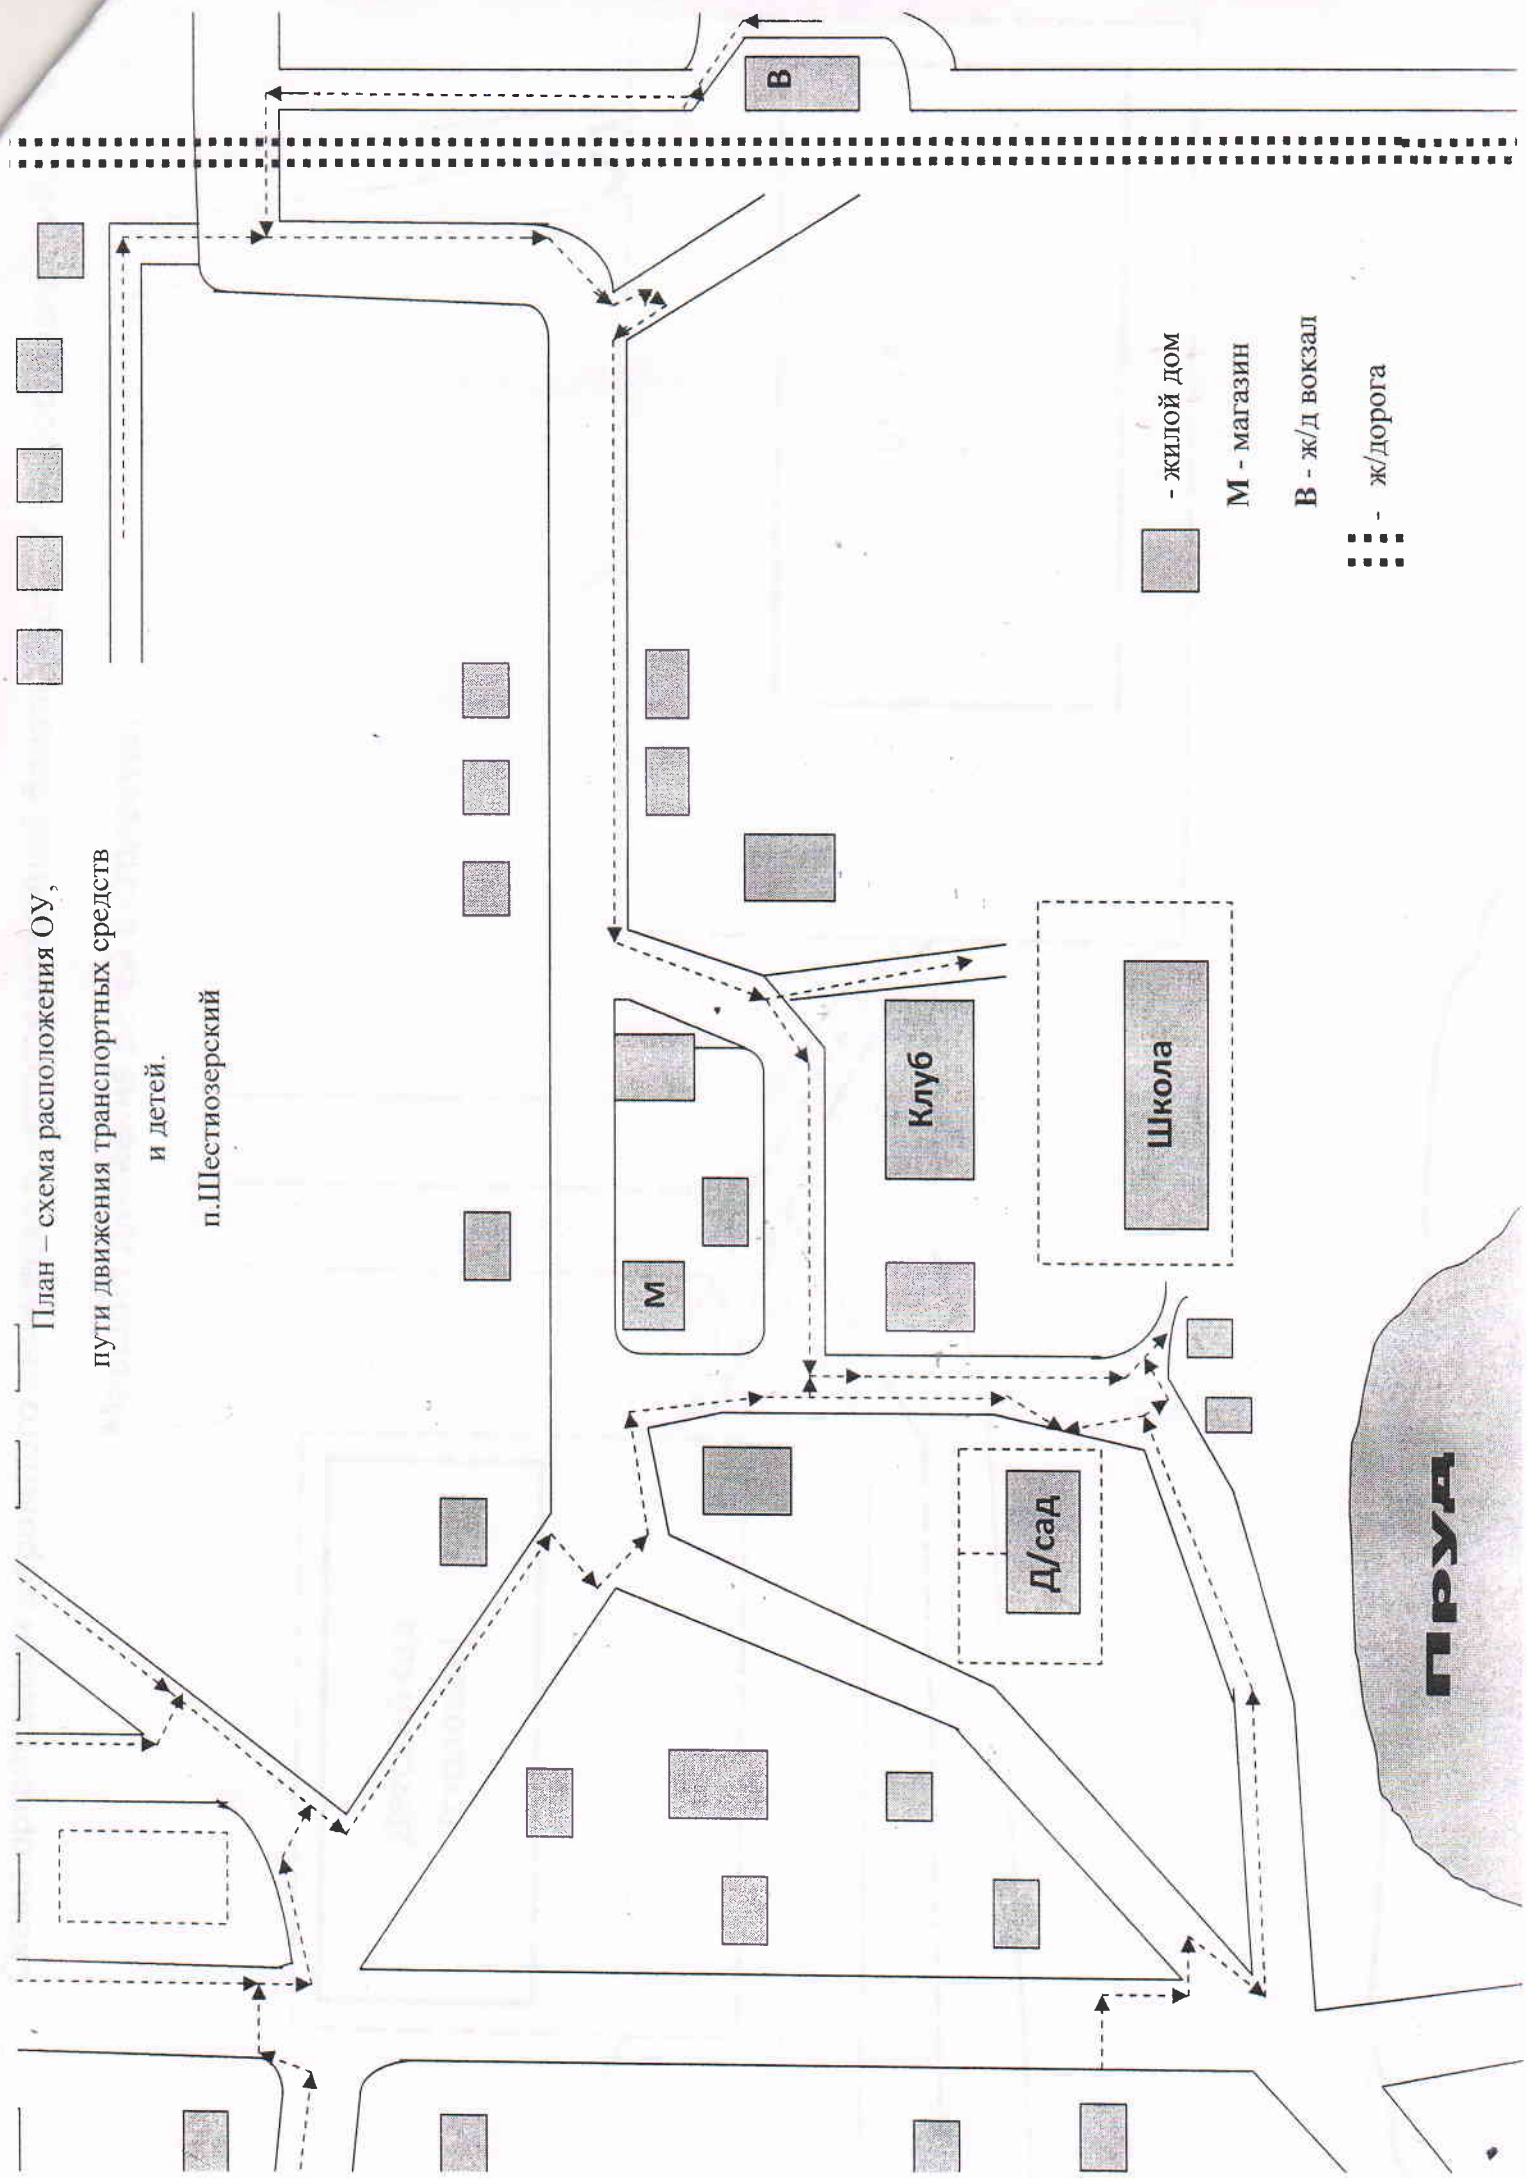 План – схема расположения ОУ,
пути движения транспортных средств
и детей.
п.Шестиозерский
В
М
Клуб
Школа
Д/сад
Пруд
- жилой дом
М - магазин
В - ж/д вокзал
- ж/дорога